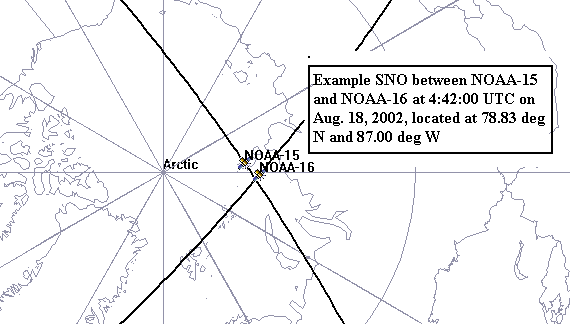 Example SNO between NOAA-15
and NOAA-16 at 4:42:00 UTC on
Aug. 18, 2002, located at 78.83 deg
N and 87.00 deg W
NOAA-15
Arctic
NOAA-16